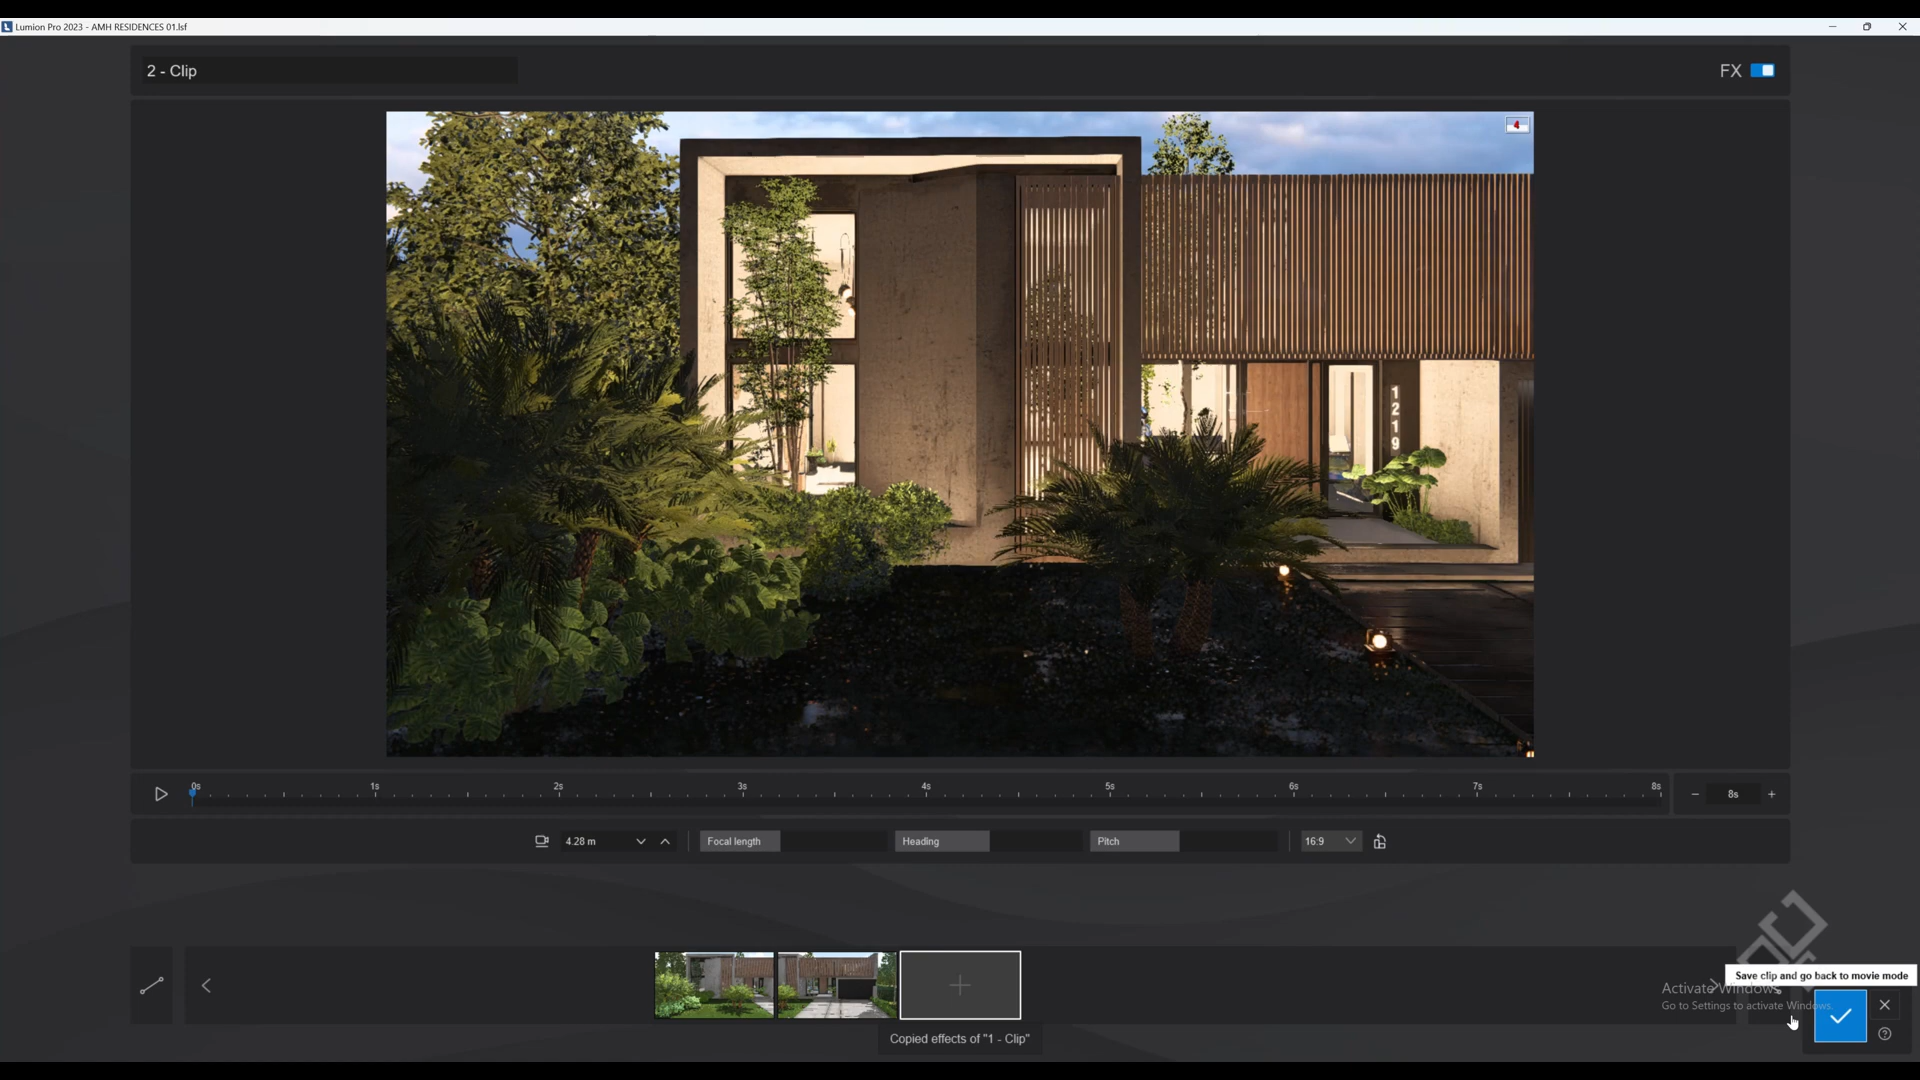 Lumion Pro 2023 - AMH RESIDENCES 01.lsf
2 - Clip
FX
4
1
2
1
9
0s 1s 2s 3s 4s 5s 6s 7s 8s
8s
4.28 m
Focal length
Heading
Pitch
16:9
Save clip and go back to movie mode
Activate Windows
Go to Settings to activate Windows.
Copied effects of "1 - Clip"